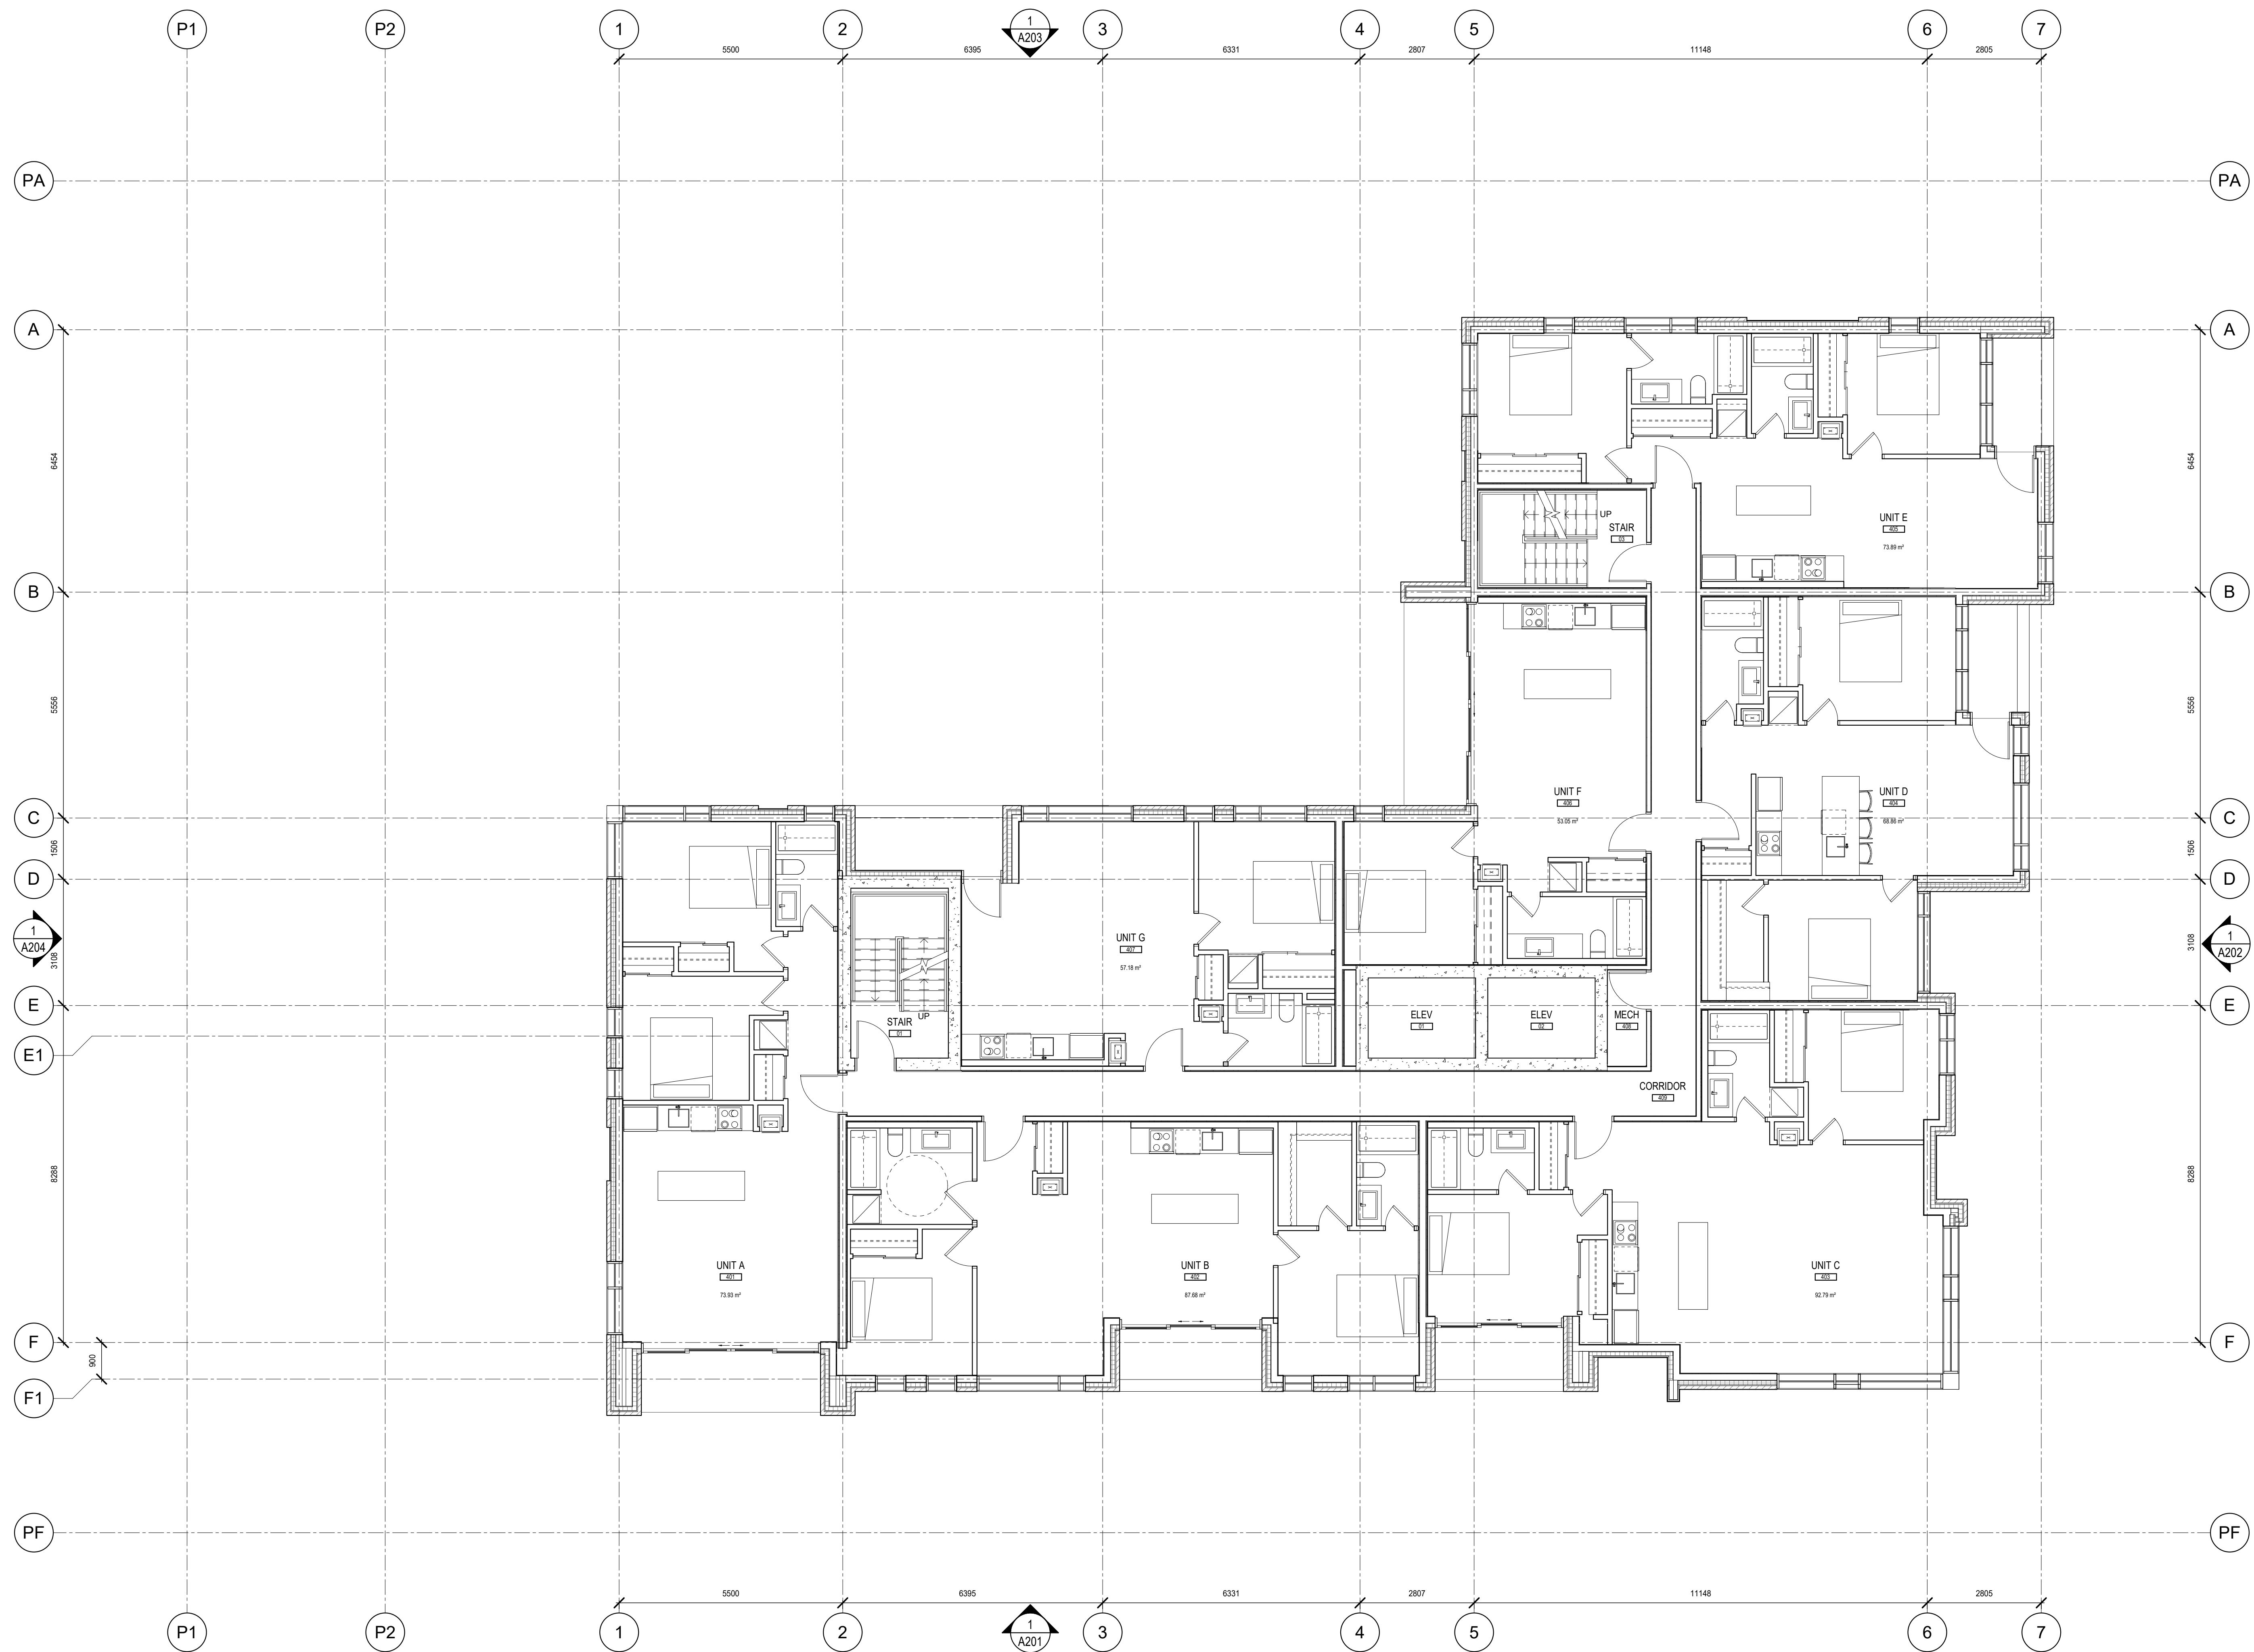 P1
P2
1
2
1
A203
3
4
5
6
7
5500
6395
6331
2807
11148
2805
PA
PA
A
A
6454
6454
UP
STAIR
03
UNIT E
405
73.89 m²
B
B
5556
5556
UNIT F
406
53.05 m²
UNIT D
404
68.86 m²
C
C
1506
1506
D
D
1
A204
3108
UNIT G
407
57.18 m²
1
A202
3108
E
E
STAIR
01
UP
ELEV
01
ELEV
02
MECH
408
E1
CORRIDOR
409
8288
8288
UNIT A
401
73.93 m²
UNIT B
402
87.68 m²
UNIT C
403
92.79 m²
F
F
900
F1
PF
PF
5500
6395
6331
2807
11148
2805
P1
P2
1
2
1
A201
3
4
5
6
7